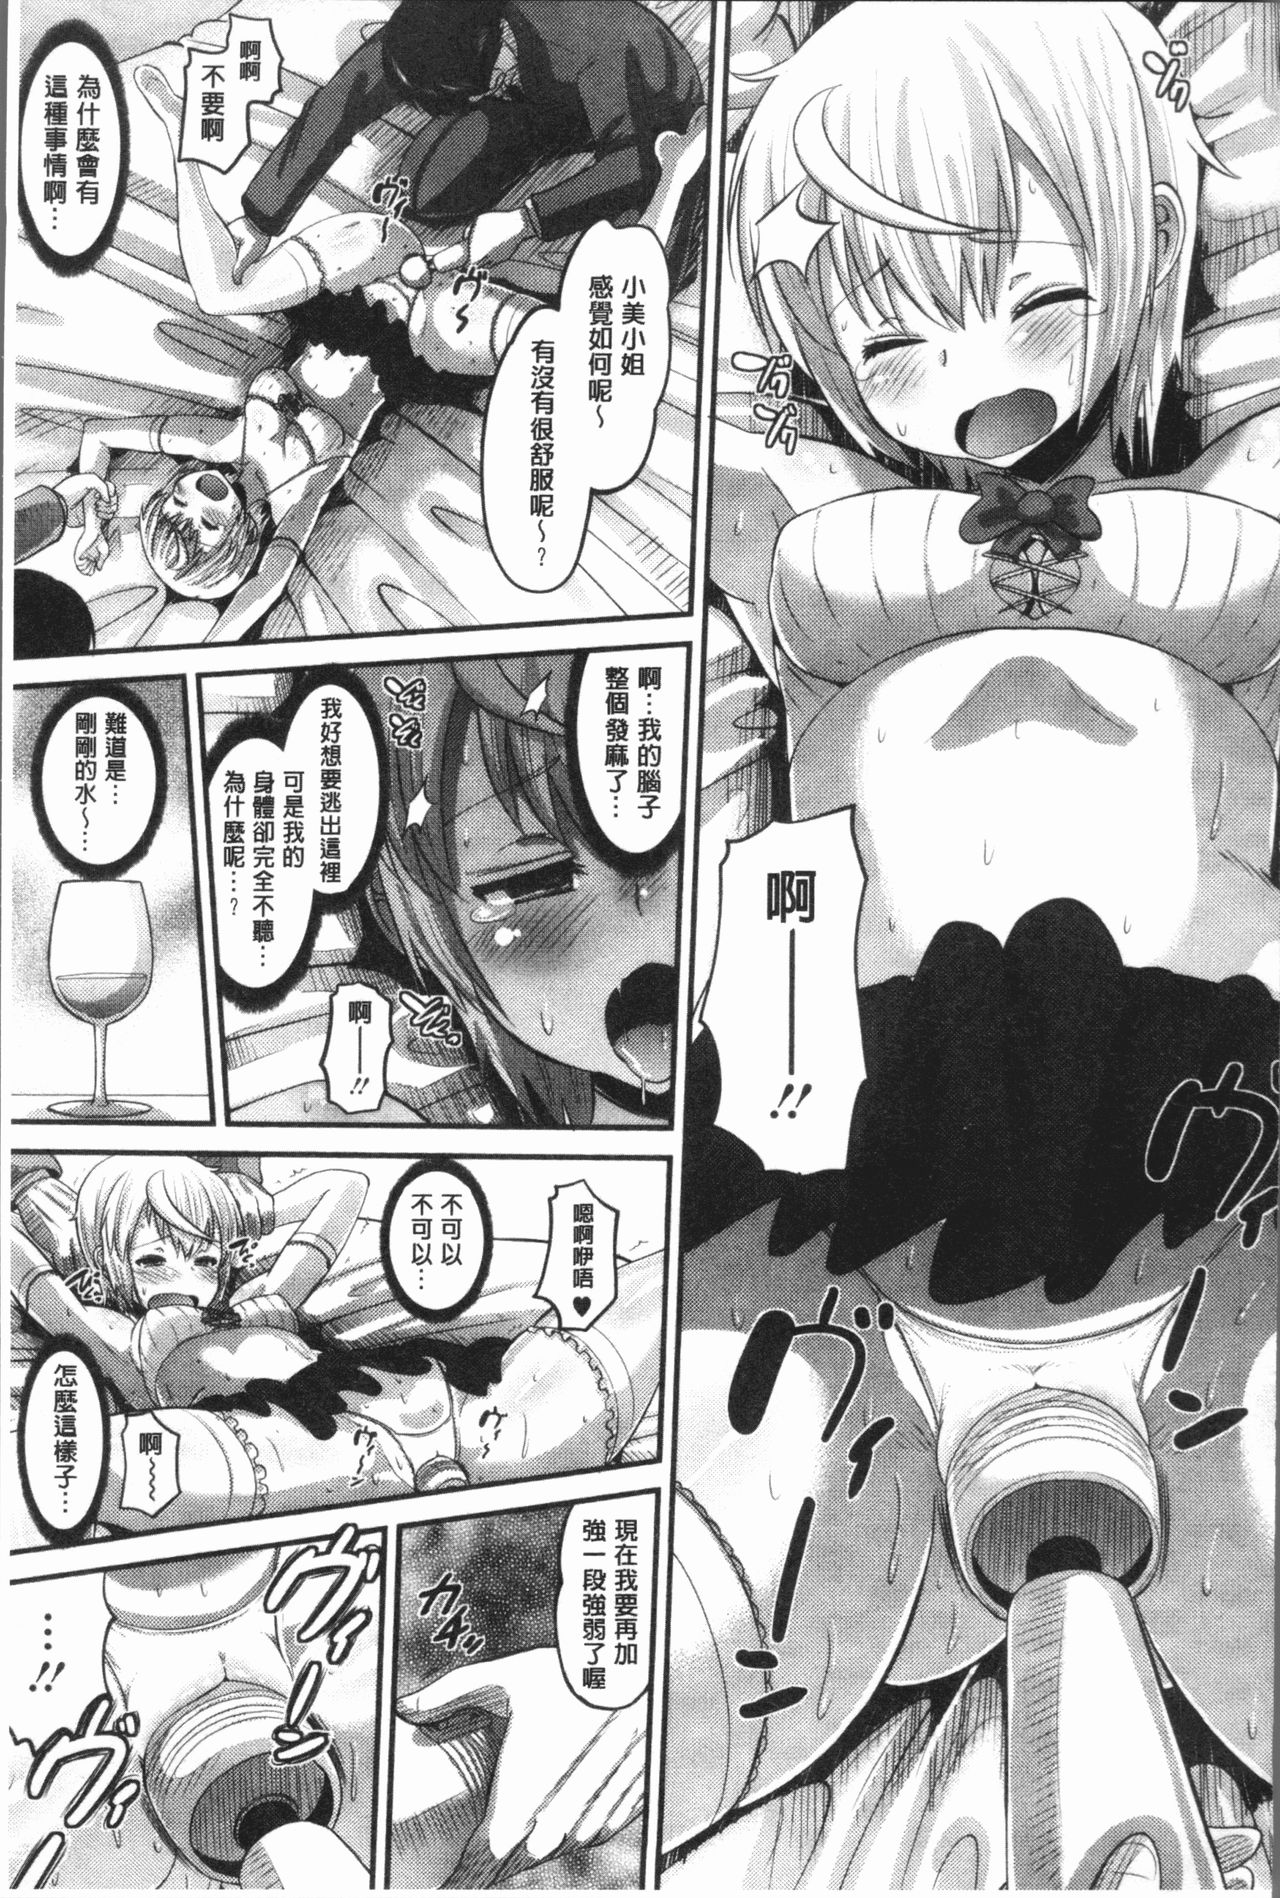 啊
——!!
小美小姐
感覺如何呢～
有沒有很舒服呢～？
啊啊
不要啊
為什麼會有
這種事情啊…
啊…我的腦子
整個發麻了…
我好想要逃出這裡
可是我的
身體卻完全不聽…
為什麼呢…？
啊——!!
難道是…
剛剛的水～…
嗯啊咿唔♥
不可以
不可以…
啊～
怎麼這樣子…
現在我要再加
強一段強弱了喔
カチッ
…!!